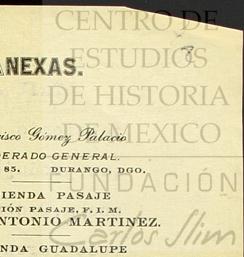 CENTRO DE
ESTUDIOS
DE HISTORIA
DE MEXICO
FUNDACIÓN
Carlos Slim
8
ANEXAS.
isco Gómez Palacio
DERADO GENERAL.
85. DURANGO, DGO.
IENDA PASAJE
IÓN PASAJE, F. I. M.
NTONIO MARTINEZ.
NDA GUADALUPE